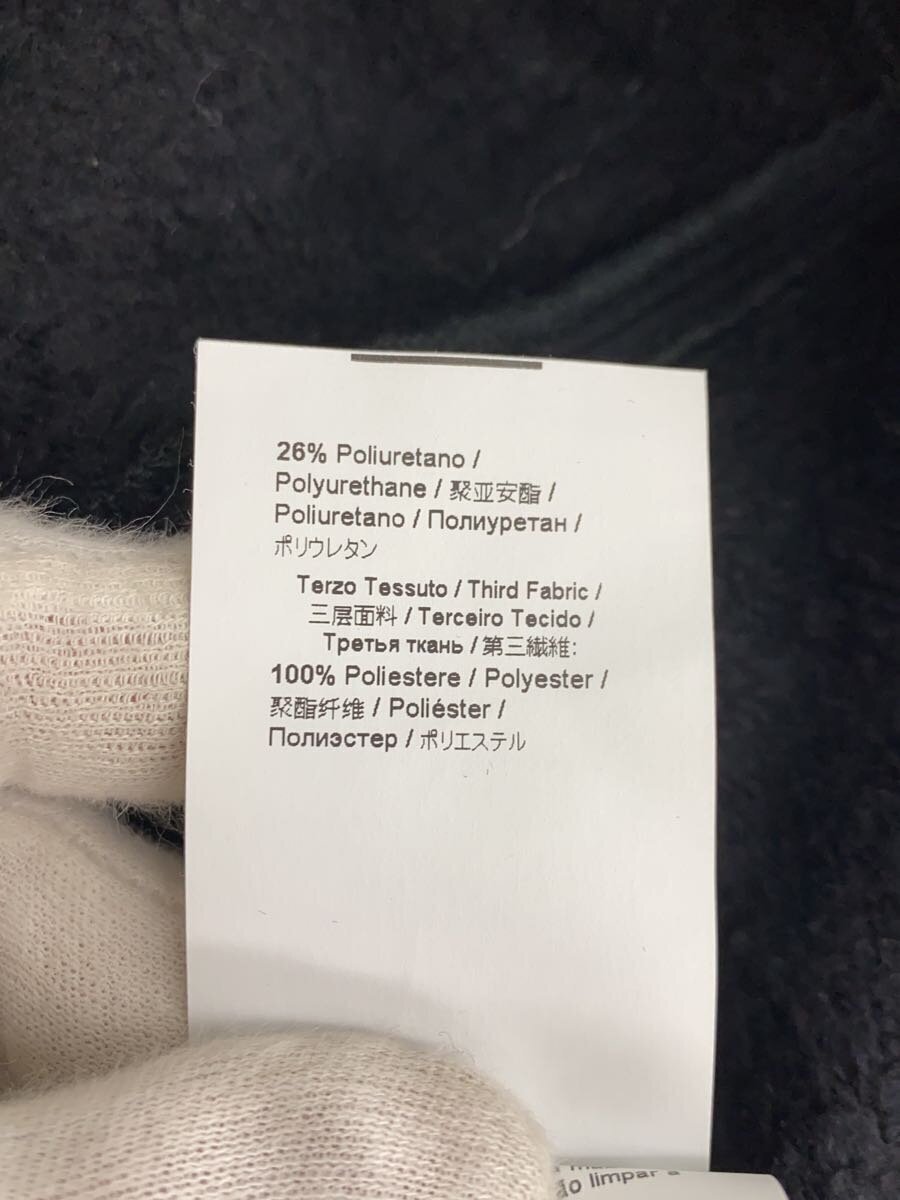 26% Poliuretano /
Polyurethane / 聚亚安酯 /
Poliuretano / Полиуретан /
ポリウレタン
Terzo Tessuto / Third Fabric /
三层面料 / Terceiro Tecido /
Третья ткань / 第三繊維:
100% Poliestere / Polyester /
聚酯纤维 / Poliéster /
Полиэстер / ポリエステル
limpar a